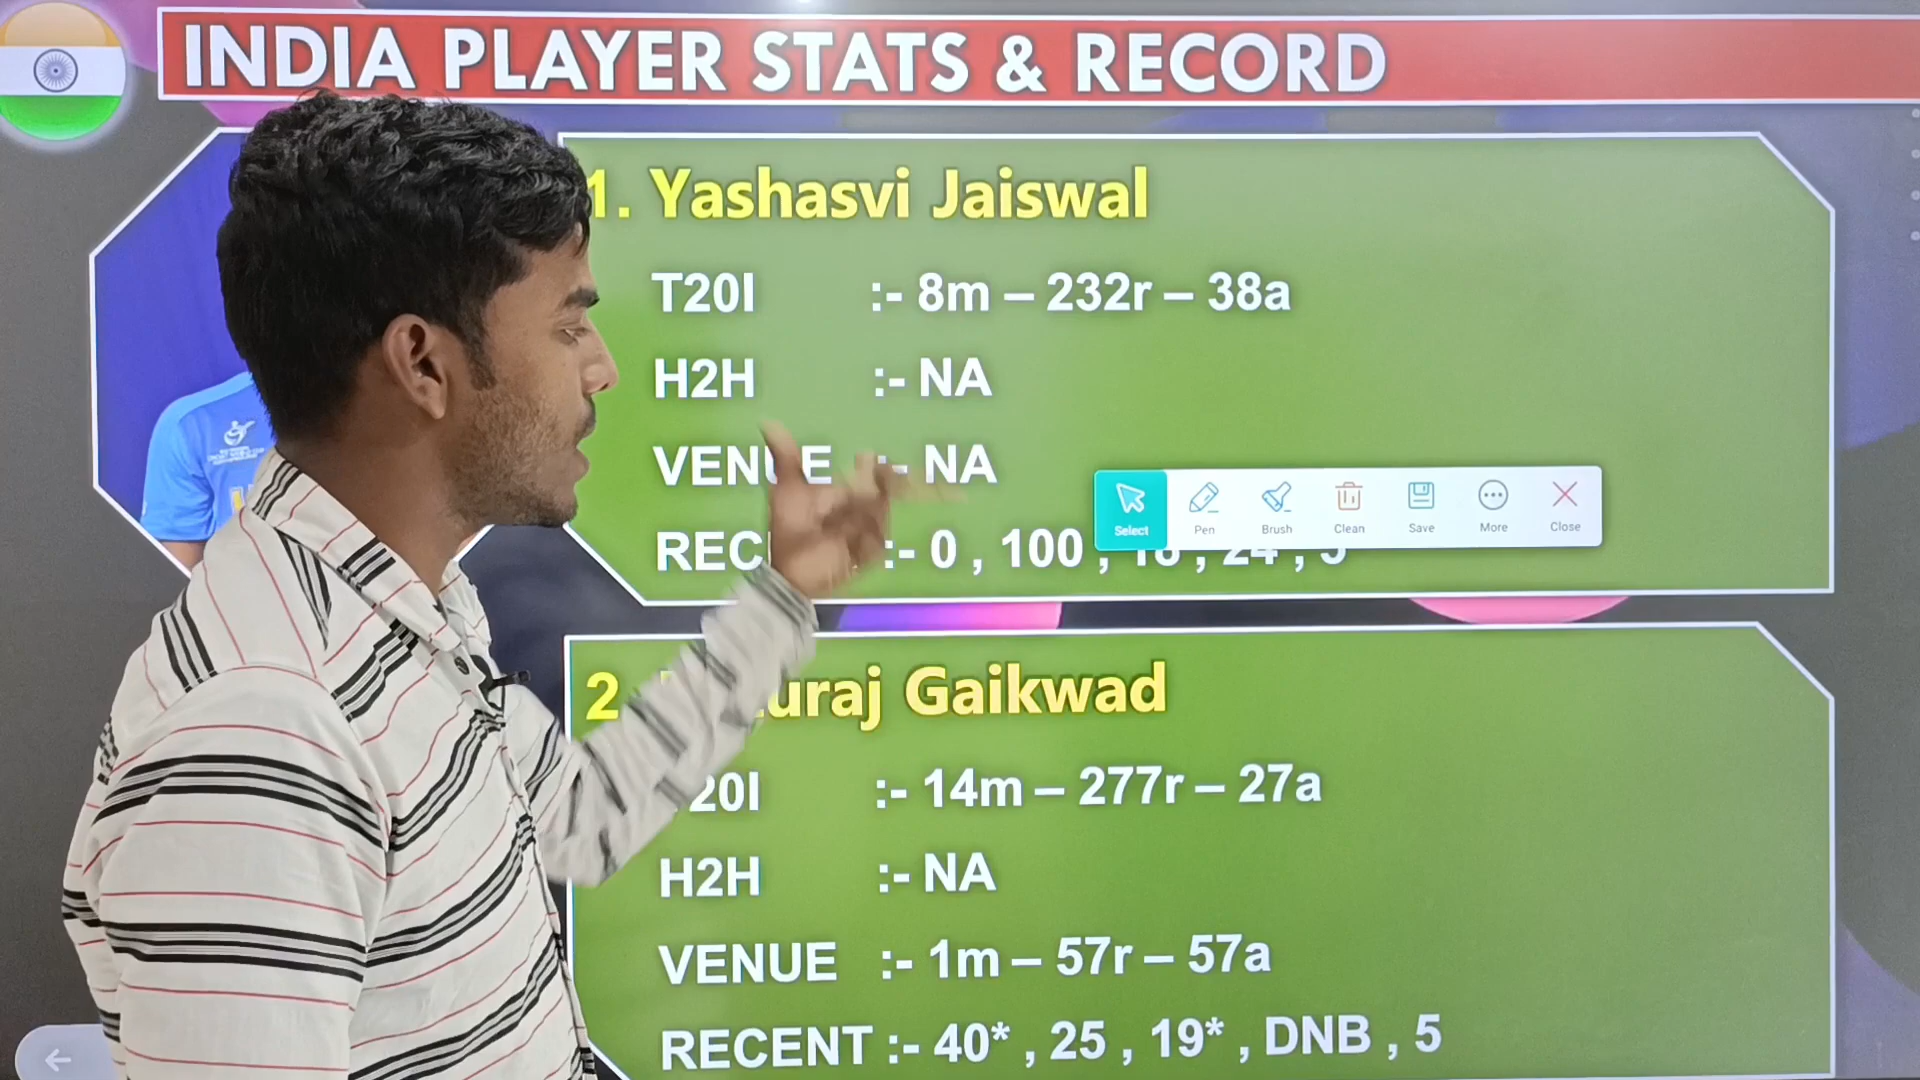 INDIA PLAYER STATS & RECORD
1. Yashasvi Jaiswal
T20I :- 8m – 232r – 38a
H2H :- NA
VENUE :- NA
:- 0 , 100 ,
Select Pen Brush Clean Save More Close
2 Gaikwad
:- 14m – 277r – 27a
H2H :- NA
VENUE :- 1m – 57r – 57a
RECENT :- 40* , 25 , 19* , DNB , 5